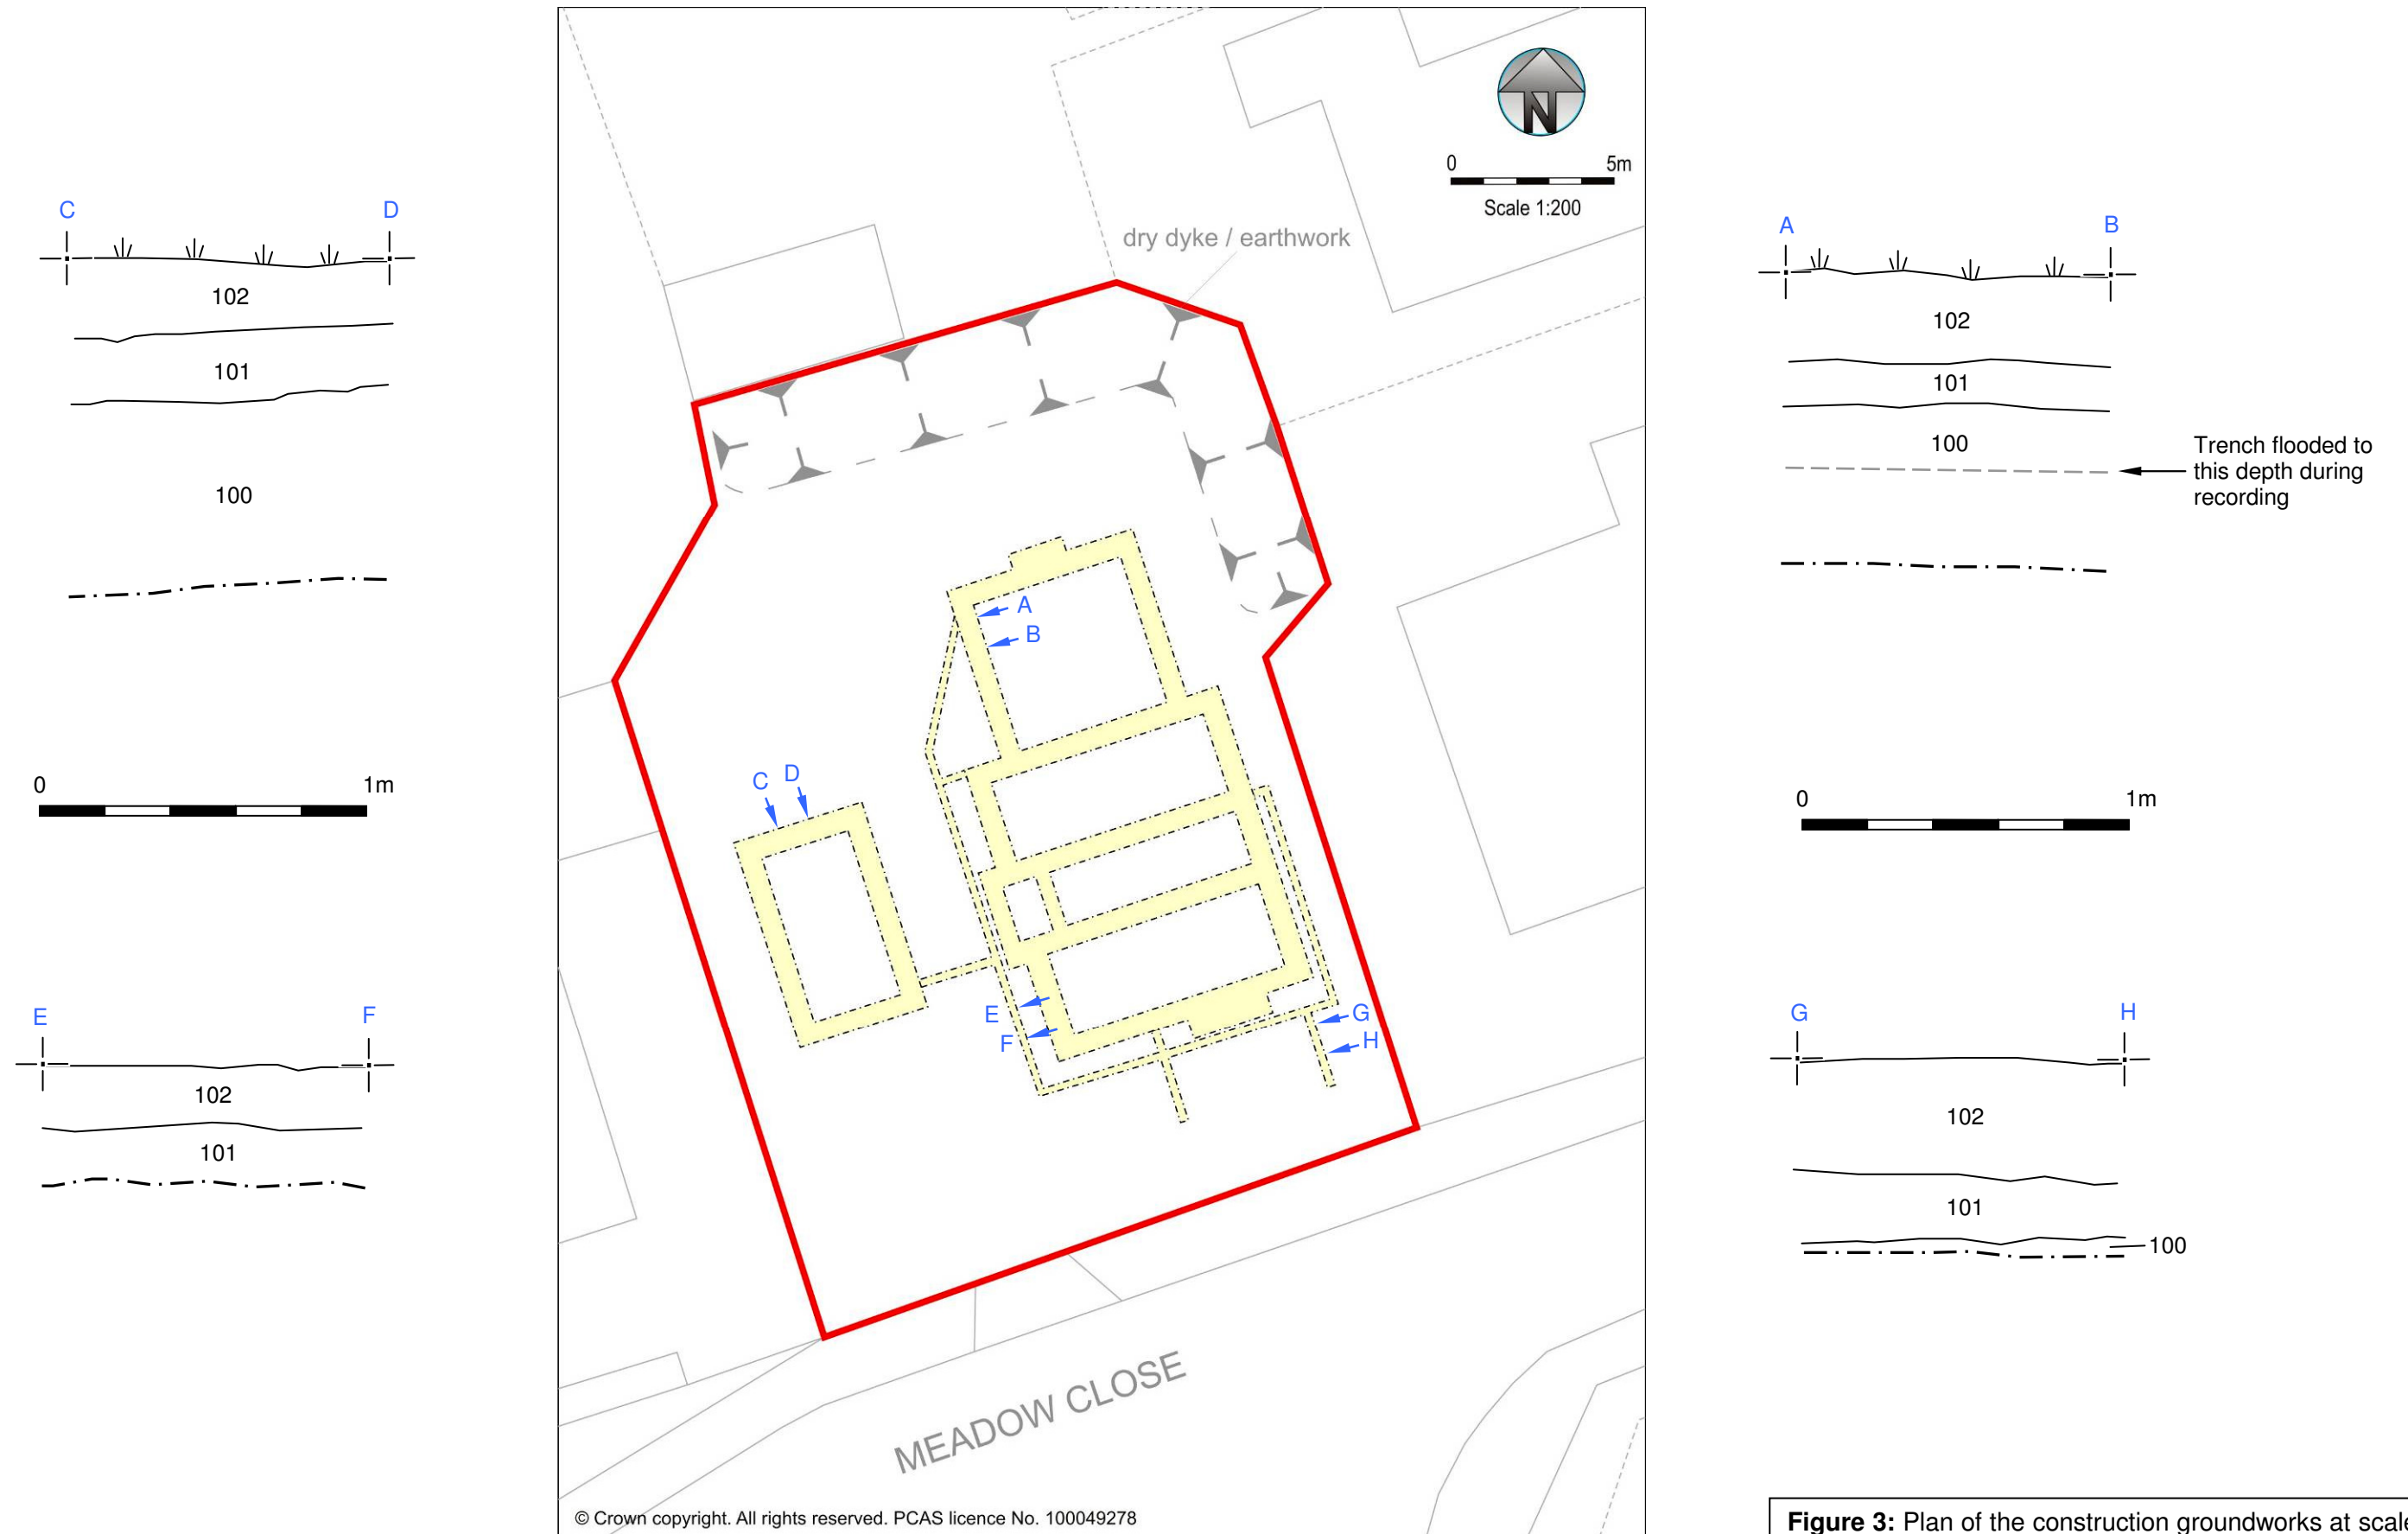 C D
102
101
100
0 1m
E F
102
101
N
0 5m
Scale 1:200
dry dyke / earthwork
A
B
C D
E
F
G
H
MEADOW CLOSE
© Crown copyright. All rights reserved. PCAS licence No. 100049278
A B
102
101
100
Trench flooded to
this depth during
recording
0 1m
G H
102
101
100
Figure 3: Plan of the construction groundworks at